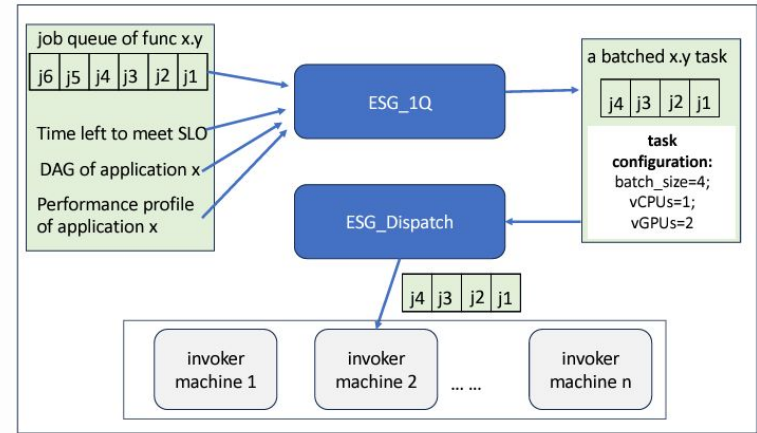 job queue of func x.y
j6 j5 j4 j3 j2 j1
Time left to meet SLO
DAG of application x
Performance profile
of application x
ESG_1Q
ESG_Dispatch
a batched x.y task
j4 j3 j2 j1
task
configuration:
batch_size=4;
vCPUs=1;
vGPUs=2
j4 j3 j2 j1
invoker
machine 1
invoker
machine 2
... ...
invoker
machine n